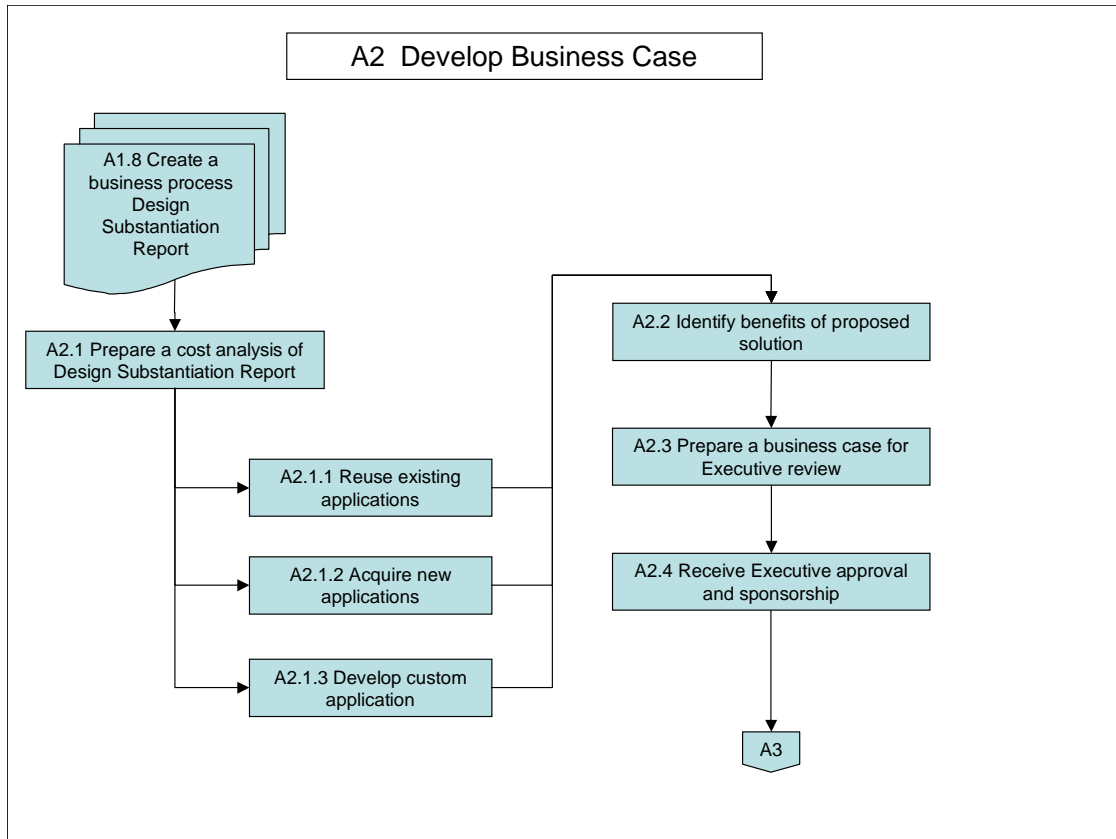 A2  Develop Business Case
A1.8 Create a
business process
Design
Substantiation
Report
A2.1 Prepare a cost analysis of
Design Substantiation Report
A2.1.1 Reuse existing
applications
A2.1.2 Acquire new
applications
A2.1.3 Develop custom
application
A2.2 Identify benefits of proposed
solution
A2.3 Prepare a business case for
Executive review
A2.4 Receive Executive approval
and sponsorship
A3